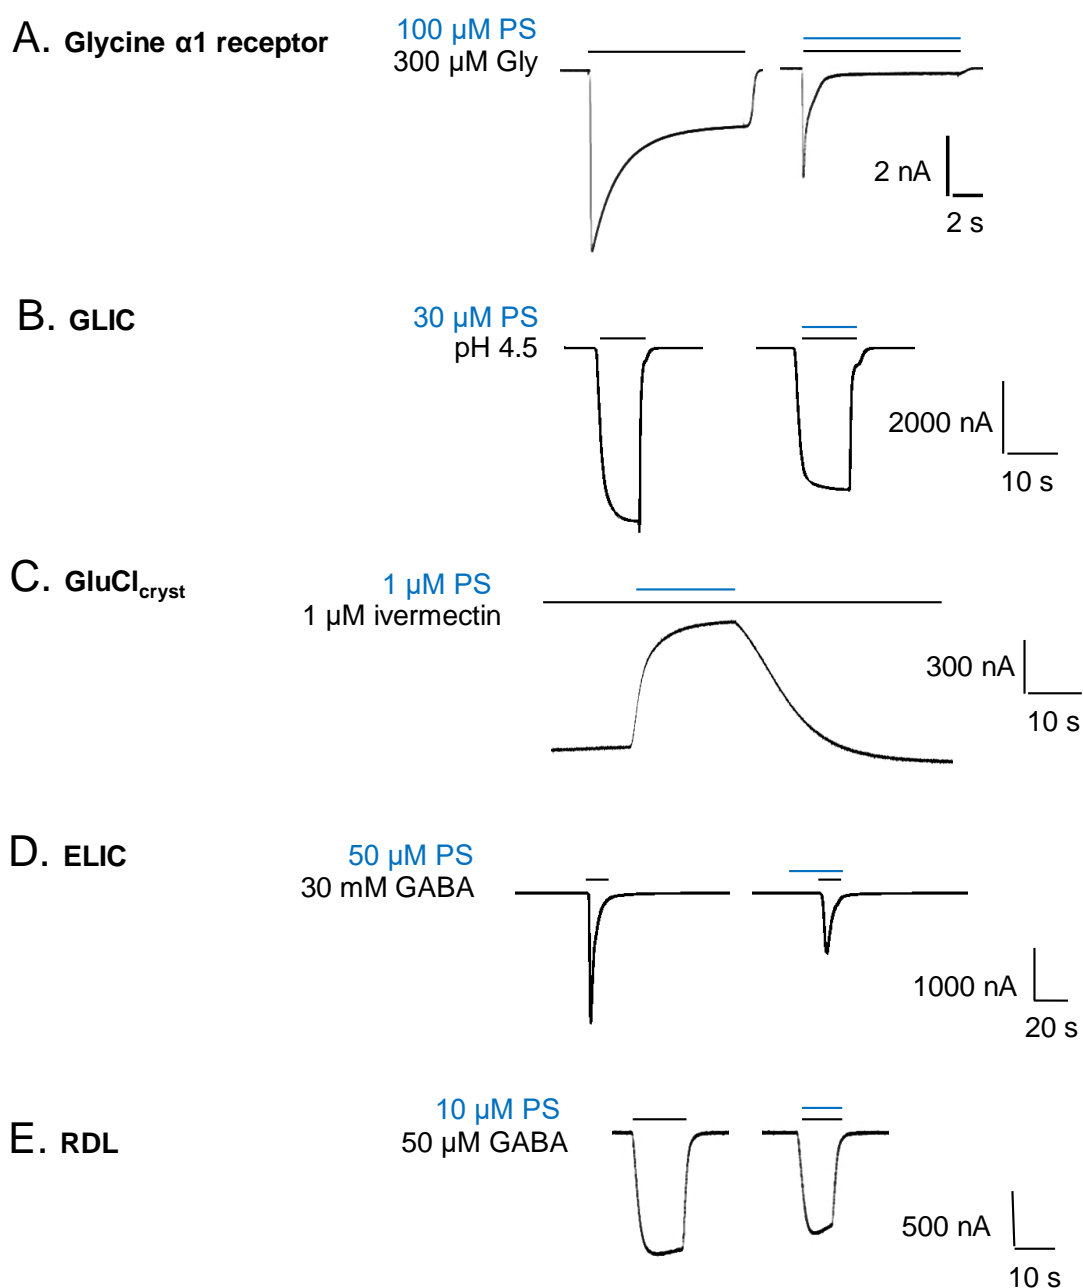 A. Glycine α1 receptor
100 µM PS
300 µM Gly
2 nA
2 s
B. GLIC
30 µM PS
pH 4.5
2000 nA
10 s
C. GluCl_cryst
1 µM PS
1 µM ivermectin
300 nA
10 s
D. ELIC
50 µM PS
30 mM GABA
1000 nA
20 s
E. RDL
10 µM PS
50 µM GABA
500 nA
10 s